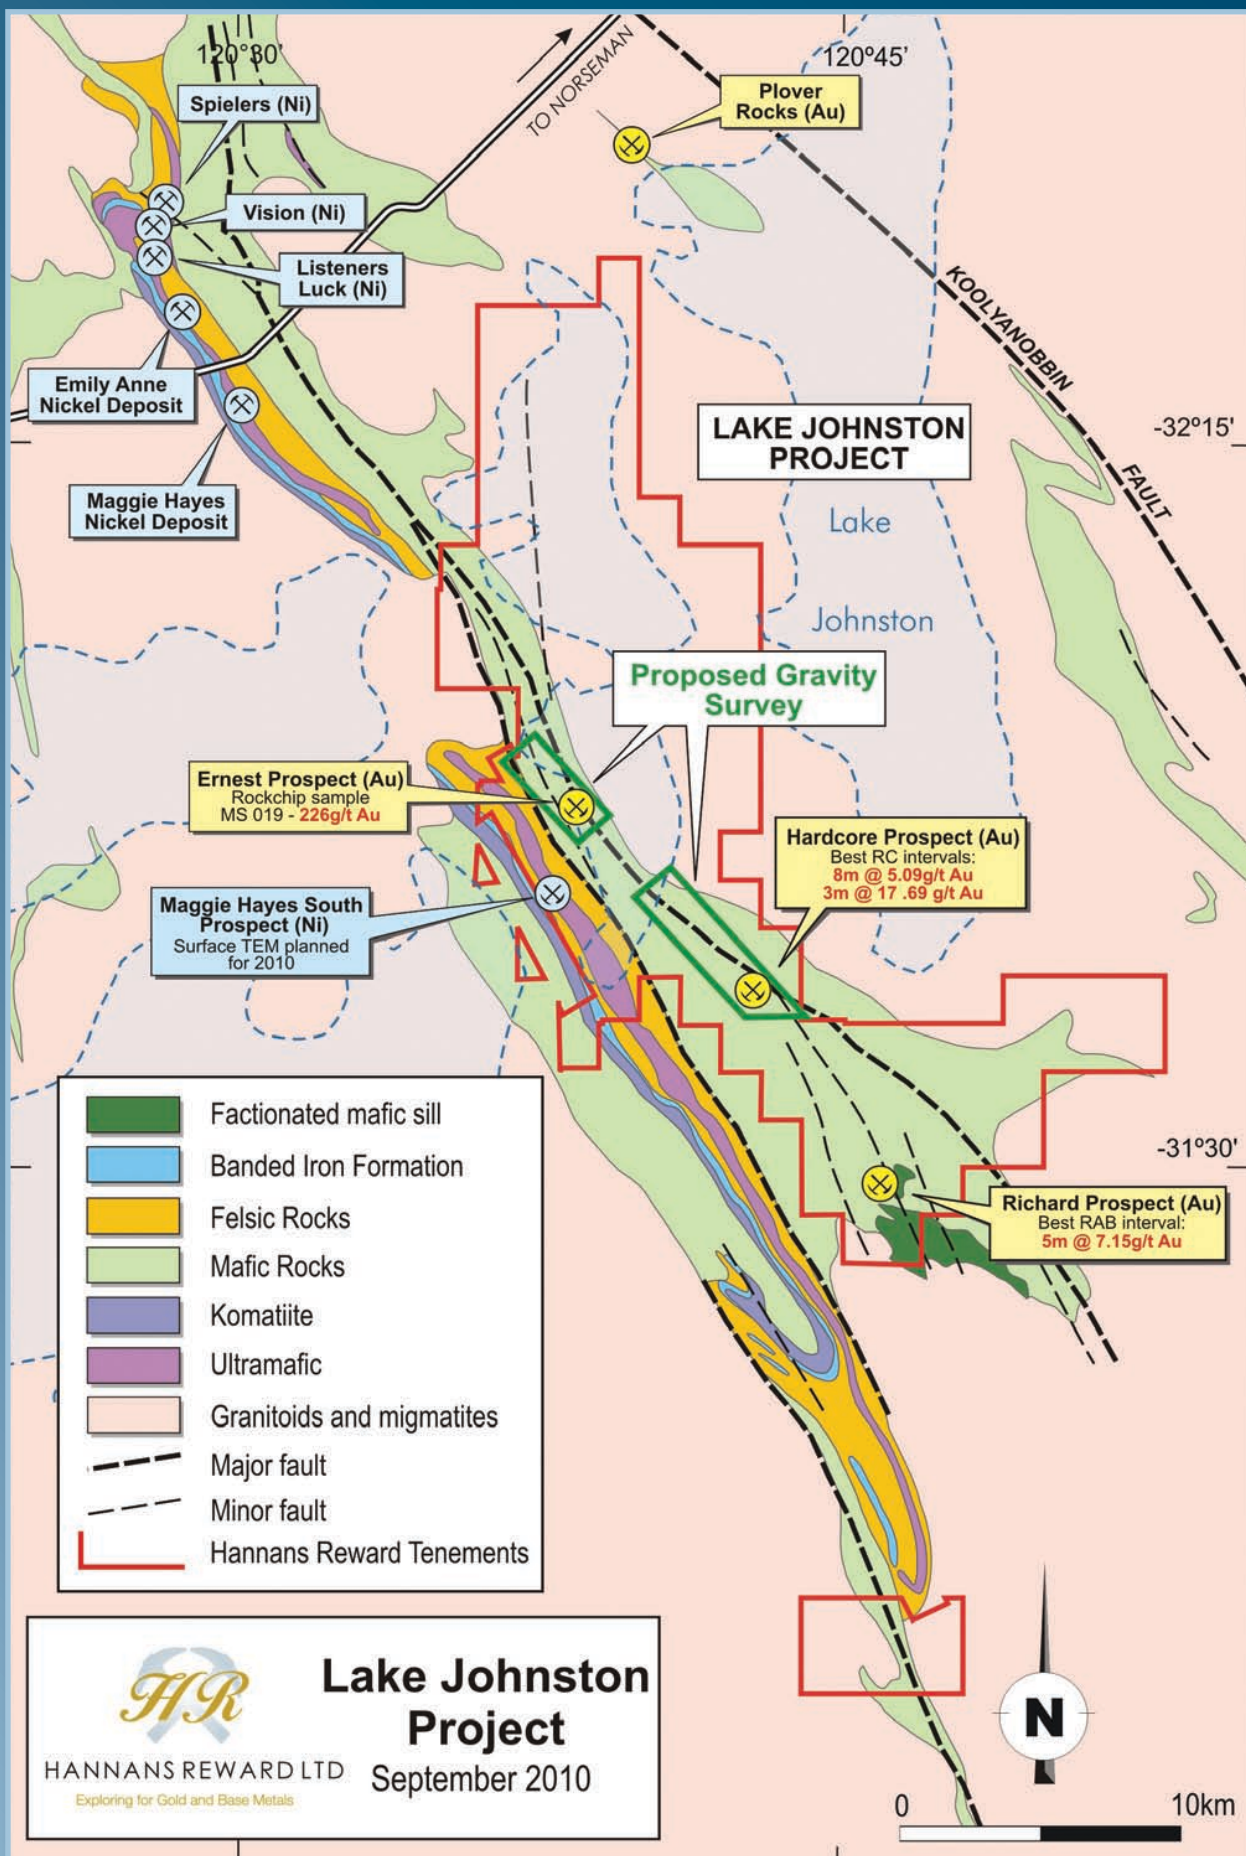 120°30'
120º45'
TO NORSEMAN
Spielers (Ni)
Plover
Rocks (Au)
Vision (Ni)
Listeners
Luck (Ni)
KOOLYANOBBIN
FAULT
Emily Anne
Nickel Deposit
LAKE JOHNSTON
PROJECT
-32º15'
Maggie Hayes
Nickel Deposit
Lake
Johnston
Proposed Gravity
Survey
Ernest Prospect (Au)
Rockchip sample
MS 019 - 226g/t Au
Hardcore Prospect (Au)
Best RC intervals:
8m @ 5.09g/t Au
3m @ 17 .69 g/t Au
Maggie Hayes South
Prospect (Ni)
Surface TEM planned
for 2010
-31º30'
Richard Prospect (Au)
Best RAB interval:
5m @ 7.15g/t Au
Factionated mafic sill
Banded Iron Formation
Felsic Rocks
Mafic Rocks
Komatiite
Ultramafic
Granitoids and migmatites
Major fault
Minor fault
Hannans Reward Tenements
HR
HANNANS REWARD LTD
Exploring for Gold and Base Metals
Lake Johnston
Project
September 2010
N
0
10km